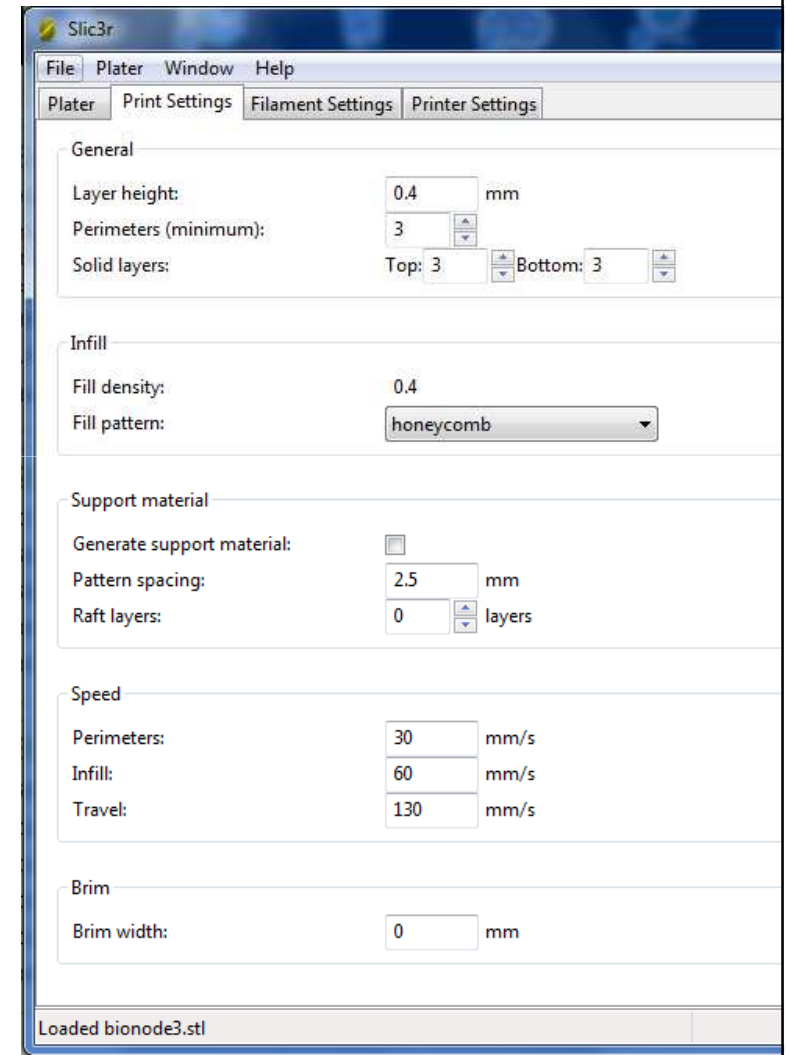 Slic3r
File Plater Window Help
Plater Print Settings Filament Settings Printer Settings
General
Layer height: 0.4 mm
Perimeters (minimum): 3
Solid layers: Top: 3 Bottom: 3
Infill
Fill density: 0.4
Fill pattern: honeycomb
Support material
Generate support material:
Pattern spacing: 2.5 mm
Raft layers: 0 layers
Speed
Perimeters: 30 mm/s
Infill: 60 mm/s
Travel: 130 mm/s
Brim
Brim width: 0 mm
Loaded bionode3.stl